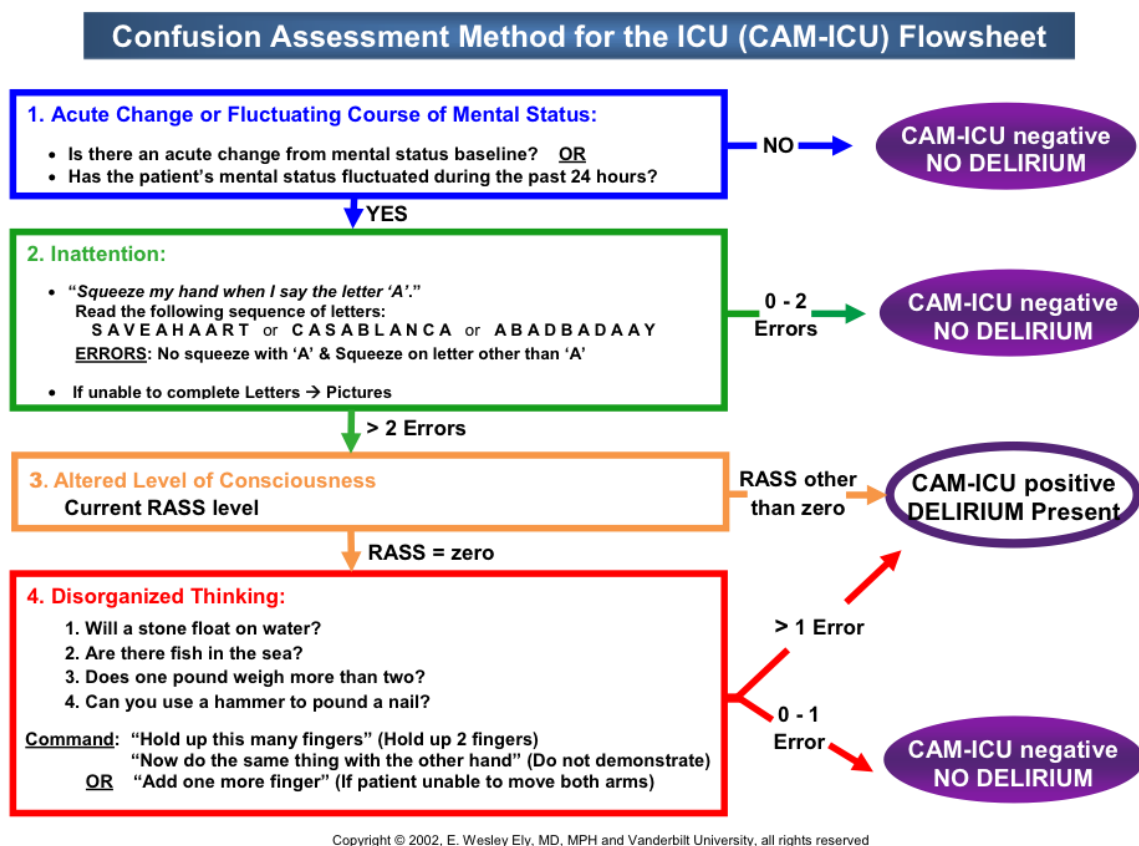 Confusion Assessment Method for the ICU (CAM-ICU) Flowsheet
1. Acute Change or Fluctuating Course of Mental Status:
• Is there an acute change from mental status baseline? OR
• Has the patient's mental status fluctuated during the past 24 hours?
NO
CAM-ICU negative
NO DELIRIUM
YES
2. Inattention:
• "Squeeze my hand when I say the letter 'A'."
Read the following sequence of letters:
S A V E A H A A R T or C A S A B L A N C A or A B A D B A D A A Y
ERRORS: No squeeze with 'A' & Squeeze on letter other than 'A'
• If unable to complete Letters → Pictures
0 - 2
Errors
CAM-ICU negative
NO DELIRIUM
> 2 Errors
3. Altered Level of Consciousness
Current RASS level
RASS other
than zero
CAM-ICU positive
DELIRIUM Present
RASS = zero
4. Disorganized Thinking:
1. Will a stone float on water?
2. Are there fish in the sea?
3. Does one pound weigh more than two?
4. Can you use a hammer to pound a nail?
Command: "Hold up this many fingers" (Hold up 2 fingers)
"Now do the same thing with the other hand" (Do not demonstrate)
OR "Add one more finger" (If patient unable to move both arms)
> 1 Error
0 - 1
Error
CAM-ICU negative
NO DELIRIUM
Copyright © 2002, E. Wesley Ely, MD, MPH and Vanderbilt University, all rights reserved